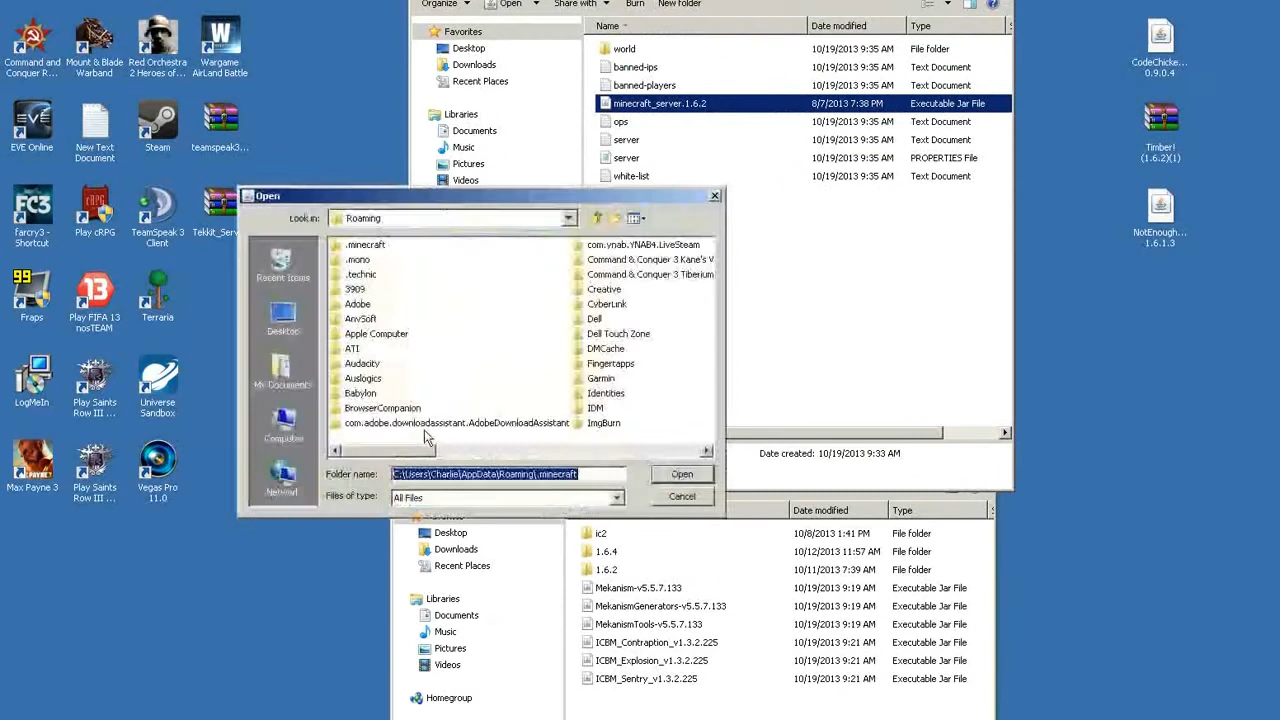 Organize
Open
Share with
Burn
New folder
Favorites
Desktop
Downloads
Recent Places
Libraries
Documents
Music
Pictures
Videos
Name
Date modified
Type
world
10/19/2013 9:35 AM
File folder
banned-ips
10/19/2013 9:35 AM
Text Document
banned-players
10/19/2013 9:35 AM
Text Document
minecraft_server.1.6.2
8/7/2013 7:38 PM
Executable Jar File
ops
10/19/2013 9:35 AM
Text Document
server
10/19/2013 9:35 AM
Text Document
server
10/19/2013 9:35 AM
PROPERTIES File
white-list
10/19/2013 9:35 AM
Text Document
Date created: 10/19/2013 9:33 AM
Command and
Conquer R...
Mount & Blade
Warband
Red Orchestra
2 Heroes of...
Wargame
AirLand Battle
EVE Online
New Text
Document
Steam
teamspeak3...
farcry3 -
Shortcut
Play cRPG
TeamSpeak 3
Client
Tekkit_Serv
99
Fraps
Play FIFA 13
nosTEAM
Terraria
LogMeIn
Play Saints
Row III ...
Universe
Sandbox
Max Payne 3
Play Saints
Row III ...
Vegas Pro
11.0
CodeChicke...
0.9.0.4
Timber!
(1.6.2)(1)
NotEnough...
1.6.1.3
Open
Look in:
Roaming
Recent Items
Desktop
My Documents
Computer
Network
.minecraft
.mono
.technic
3909
Adobe
AnvSoft
Apple Computer
ATI
Audacity
Auslogics
Babylon
BrowserCompanion
com.adobe.downloadassistant.AdobeDownloadAssistant
com.ynab.YNAB4.LiveSteam
Command & Conquer 3 Kane's V
Command & Conquer 3 Tiberium
Creative
CyberLink
Dell
Dell Touch Zone
DMCache
Fingertapps
Garmin
Identities
IDM
ImgBurn
Folder name:
C:\Users\Charlie\AppData\Roaming\.minecraft
Open
Files of type:
All Files
Cancel
Desktop
Downloads
Recent Places
Libraries
Documents
Music
Pictures
Videos
Homegroup
Date modified
Type
ic2
10/8/2013 1:41 PM
File folder
1.6.4
10/12/2013 11:57 AM
File folder
1.6.2
10/11/2013 7:39 AM
File folder
Mekanism-v5.5.7.133
10/19/2013 9:19 AM
Executable Jar File
MekanismGenerators-v5.5.7.133
10/19/2013 9:19 AM
Executable Jar File
MekanismTools-v5.5.7.133
10/19/2013 9:19 AM
Executable Jar File
ICBM_Contraption_v1.3.2.225
10/19/2013 9:21 AM
Executable Jar File
ICBM_Explosion_v1.3.2.225
10/19/2013 9:21 AM
Executable Jar File
ICBM_Sentry_v1.3.2.225
10/19/2013 9:21 AM
Executable Jar File